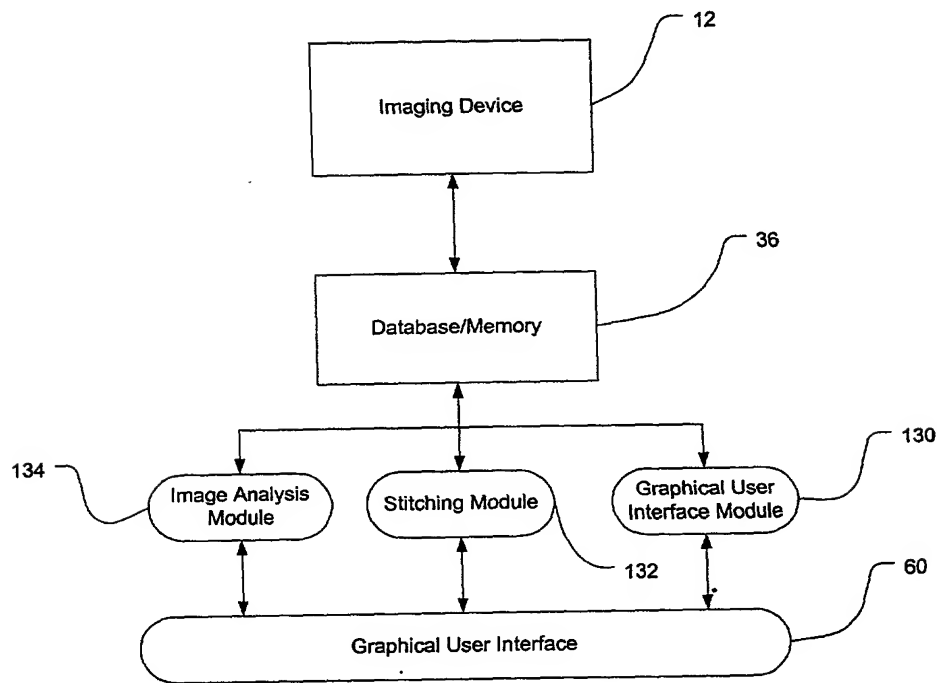 12
Imaging Device
36
Database/Memory
130
134
Image Analysis
Module
Stitching Module
Graphical User
Interface Module
132
60
Graphical User Interface